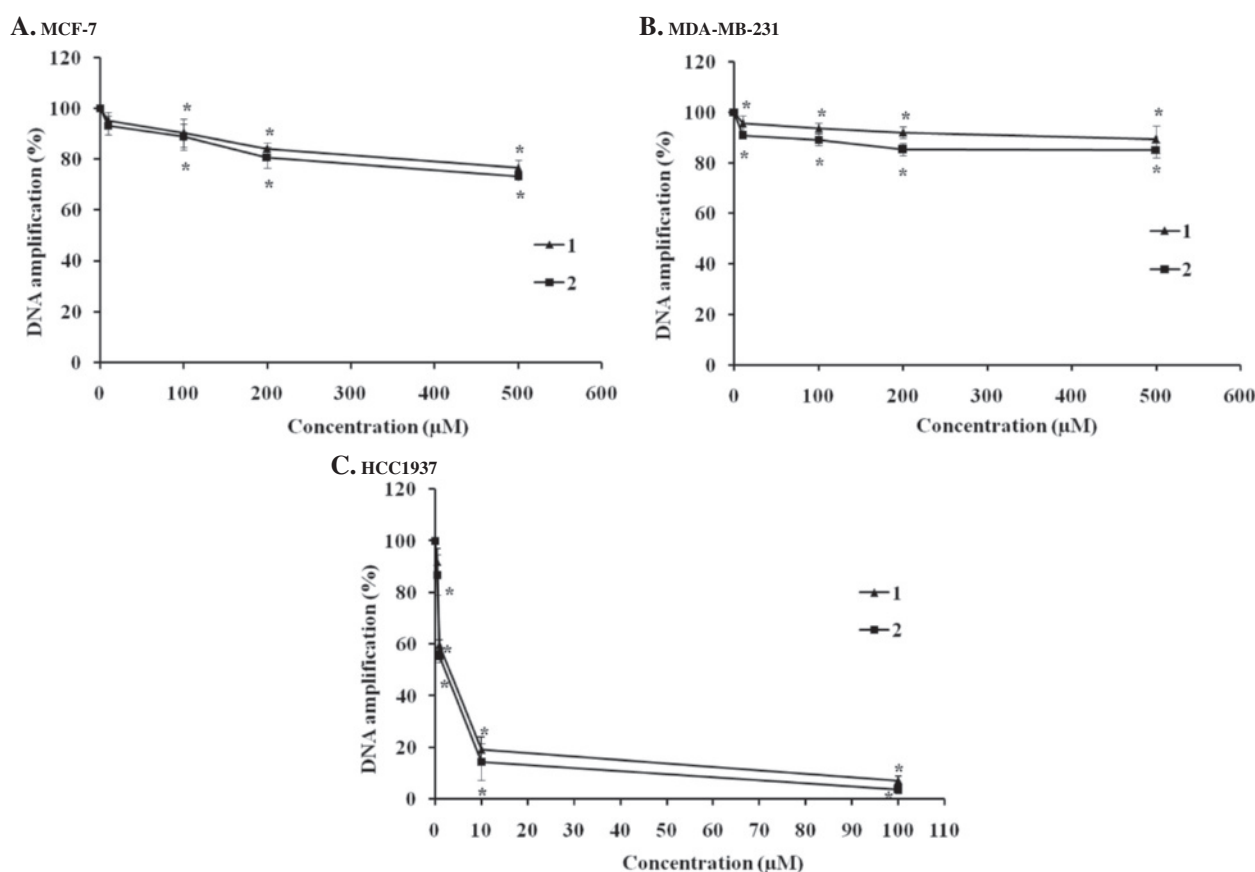 A. MCF-7
120
100
80
60
40
20
0
DNA amplification (%)
* * *
* * *
1
2
0 100 200 300 400 500 600
Concentration (µM)
B. MDA-MB-231
120
100
80
60
40
20
0
DNA amplification (%)
* * * *
* * * *
1
2
0 100 200 300 400 500 600
Concentration (µM)
C. HCC1937
120
100
80
60
40
20
0
DNA amplification (%)
*
*
*
* *
* *
1
2
0 10 20 30 40 50 60 70 80 90 100 110
Concentration (µM)